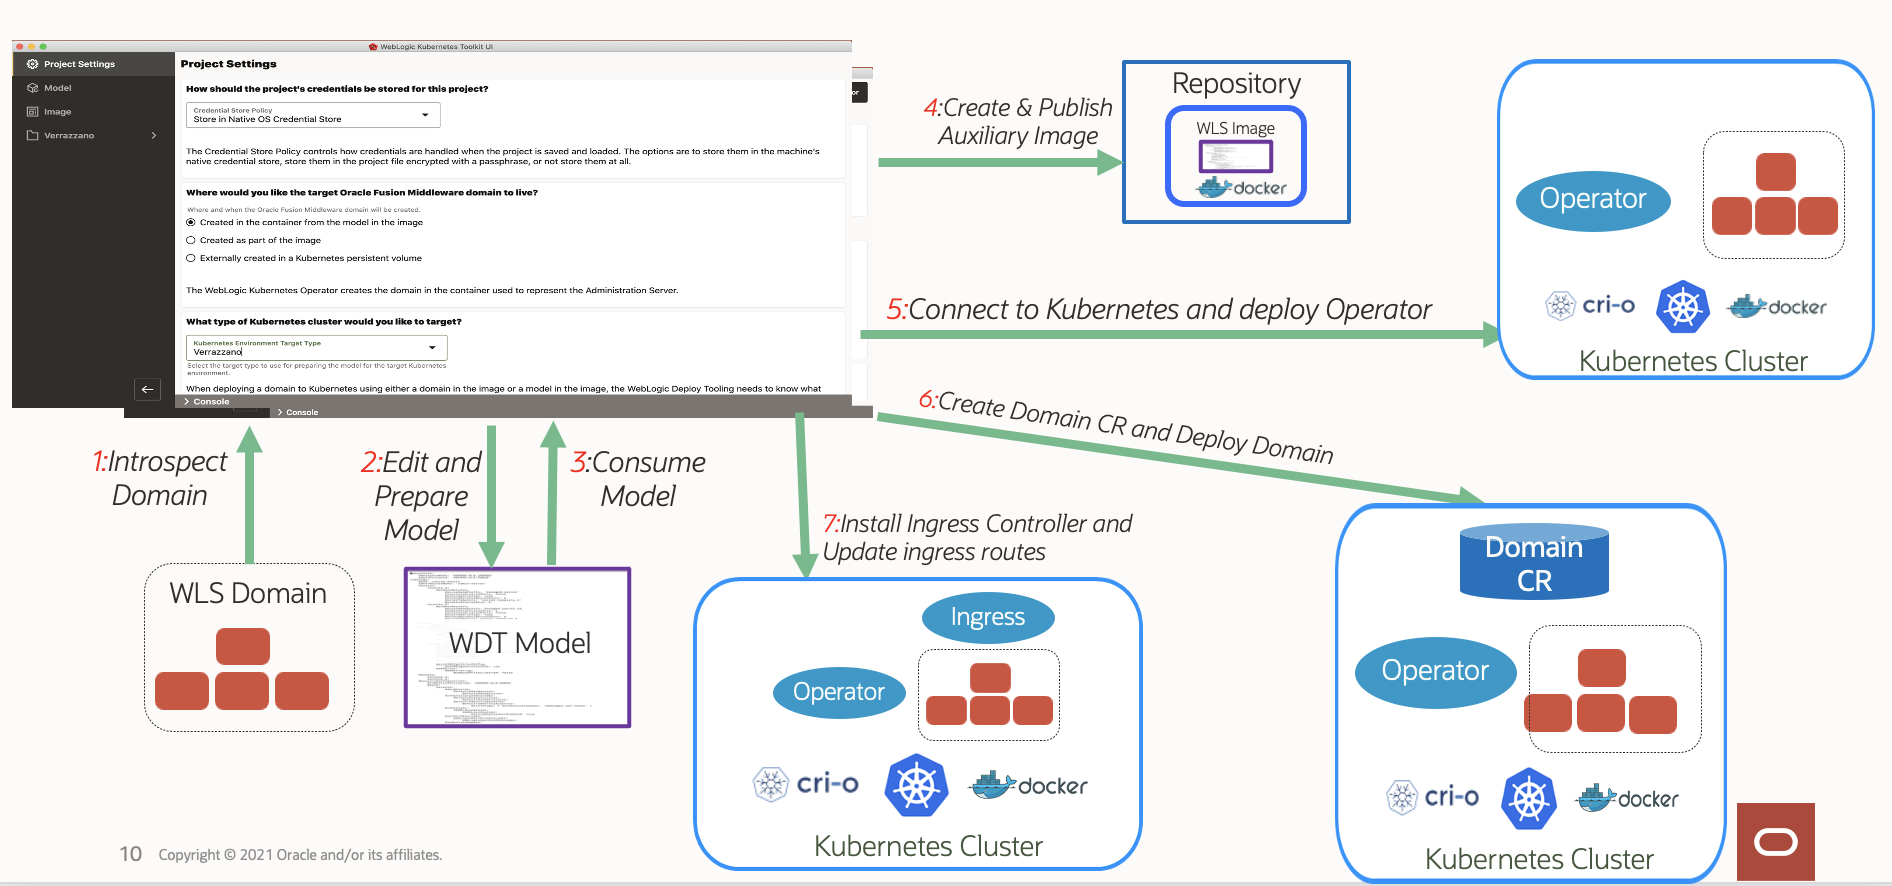 WebLogic Kubernetes Toolkit UI
Project Settings
Model
Image
Verrazzano
Project Settings
How should the project's credentials be stored for this project?
Credential Store Policy
Store in Native OS Credential Store
The Credential Store Policy controls how credentials are handled when the project is saved and loaded. The options are to store them in the machine's
native credential store, store them in the project file encrypted with a passphrase, or not store them at all.
Where would you like the target Oracle Fusion Middleware domain to live?
Where and when the Oracle Fusion Middleware domain will be created.
Created in the container from the model in the image
Created as part of the image
Externally created in a Kubernetes persistent volume
The WebLogic Kubernetes Operator creates the domain in the container used to represent the Administration Server.
What type of Kubernetes cluster would you like to target?
Kubernetes Environment Target Type
Verrazzano
Select the target type to use for preparing the model for the target Kubernetes
environment.
When deploying a domain to Kubernetes using either a domain in the image or a model in the image, the WebLogic Deploy Tooling needs to know what
Console
Console
or
4:Create & Publish
Auxiliary Image
Repository
WLS Image
docker
5:Connect to Kubernetes and deploy Operator
Operator
cri-o
docker
Kubernetes Cluster
6:Create Domain CR and Deploy Domain
1:Introspect
Domain
2:Edit and
Prepare
Model
3:Consume
Model
7:Install Ingress Controller and
Update ingress routes
WLS Domain
WDT Model
Ingress
Operator
cri-o
docker
Kubernetes Cluster
Domain
CR
Operator
cri-o
docker
Kubernetes Cluster
10 Copyright © 2021 Oracle and/or its affiliates.